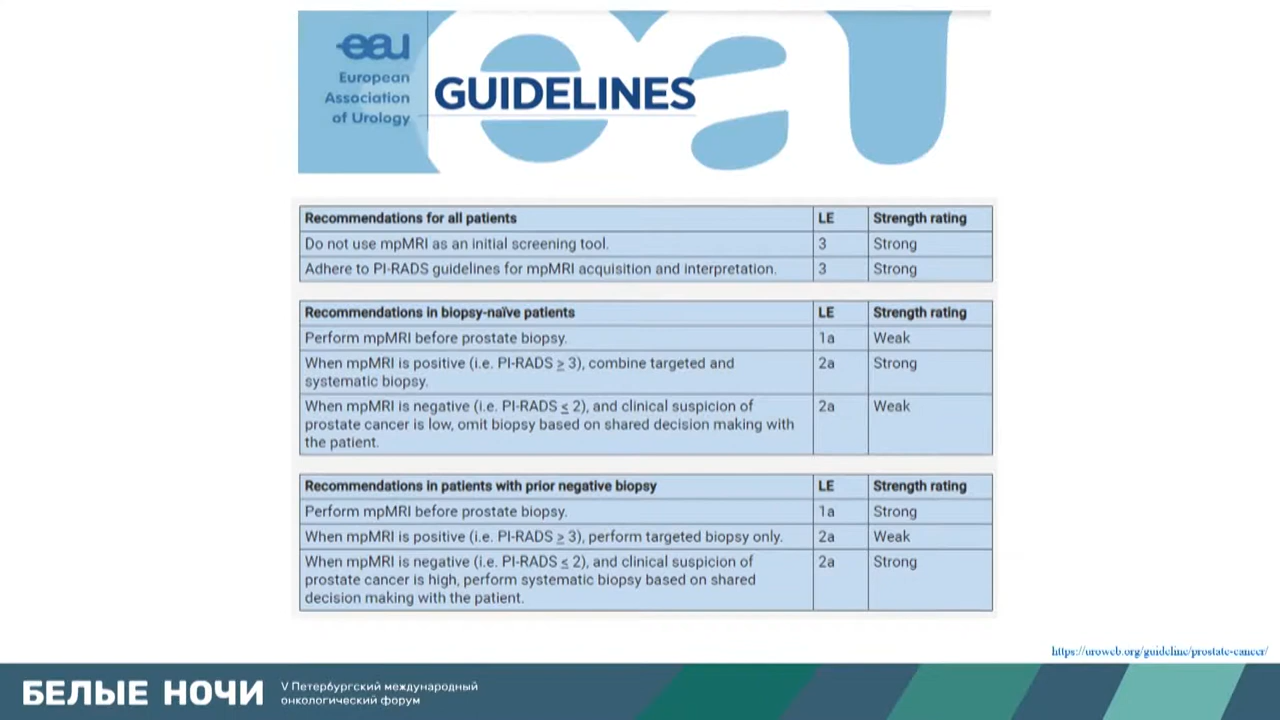 eau
European
Association
of Urology
GUIDELINES
eau
Recommendations for all patients LE Strength rating
Do not use mpMRI as an initial screening tool. 3 Strong
Adhere to PI-RADS guidelines for mpMRI acquisition and interpretation. 3 Strong
Recommendations in biopsy-naïve patients LE Strength rating
Perform mpMRI before prostate biopsy. 1a Weak
When mpMRI is positive (i.e. PI-RADS ≥ 3), combine targeted and 2a Strong
systematic biopsy.
When mpMRI is negative (i.e. PI-RADS ≤ 2), and clinical suspicion of 2a Weak
prostate cancer is low, omit biopsy based on shared decision making with
the patient.
Recommendations in patients with prior negative biopsy LE Strength rating
Perform mpMRI before prostate biopsy. 1a Strong
When mpMRI is positive (i.e. PI-RADS ≥ 3), perform targeted biopsy only. 2a Weak
When mpMRI is negative (i.e. PI-RADS ≤ 2), and clinical suspicion of 2a Strong
prostate cancer is high, perform systematic biopsy based on shared
decision making with the patient.
https://uroweb.org/guideline/prostate-cancer/
БЕЛЫЕ НОЧИ
V Петербургский международный
онкологический форум